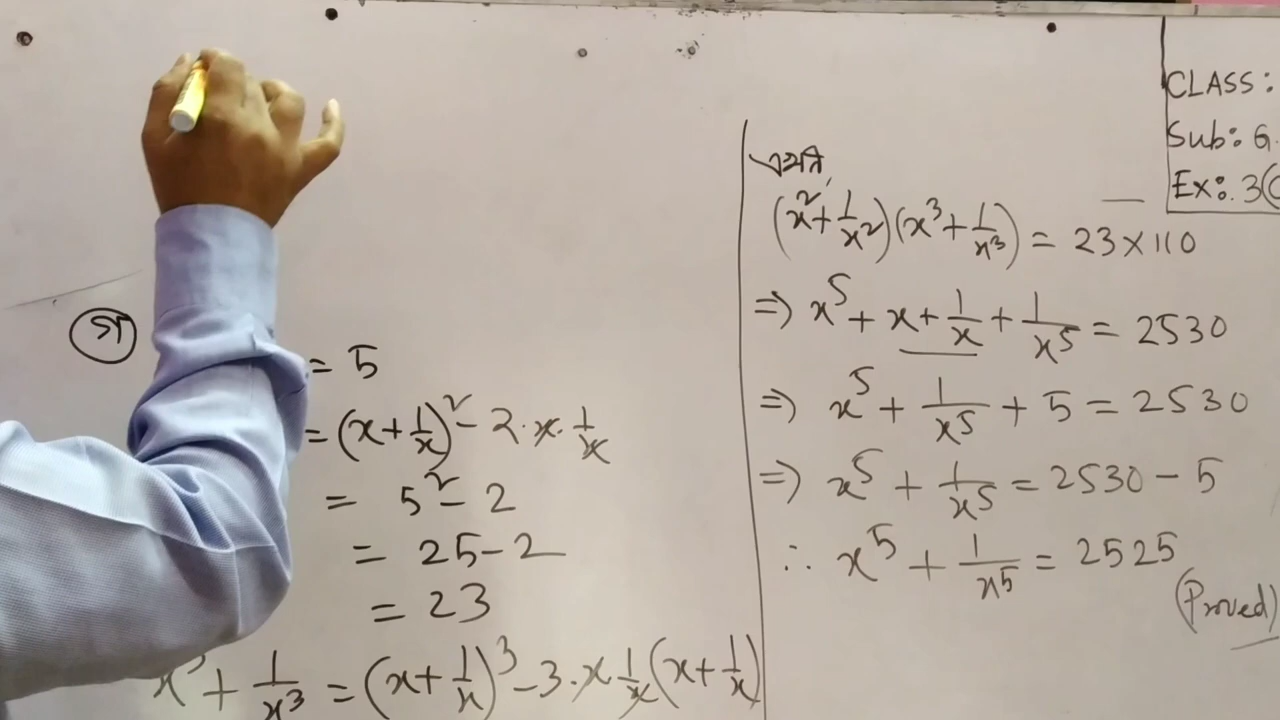 গ
= 5
= (x + 1/x)² - 2·x·1/x
= 5² - 2
= 25 - 2
= 23
x³ + 1/x³ = (x + 1/x)³ - 3·x·1/x(x + 1/x)
(x² + 1/x²)(x³ + 1/x³) = 23 × 110
⇒ x⁵ + x + 1/x + 1/x⁵ = 2530
⇒ x⁵ + 1/x⁵ + 5 = 2530
⇒ x⁵ + 1/x⁵ = 2530 - 5
∴ x⁵ + 1/x⁵ = 2525
(Proved)
CLASS:
Sub: G.
Ex: 3(